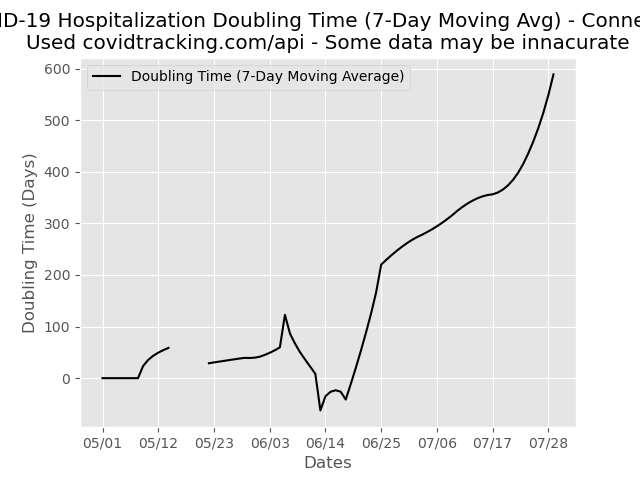 ID-19 Hospitalization Doubling Time (7-Day Moving Avg) - Conne
Used covidtracking.com/api - Some data may be innacurate
Doubling Time (7-Day Moving Average)
Doubling Time (Days)
600
500
400
300
200
100
0
05/01 05/12 05/23 06/03 06/14 06/25 07/06 07/17 07/28
Dates